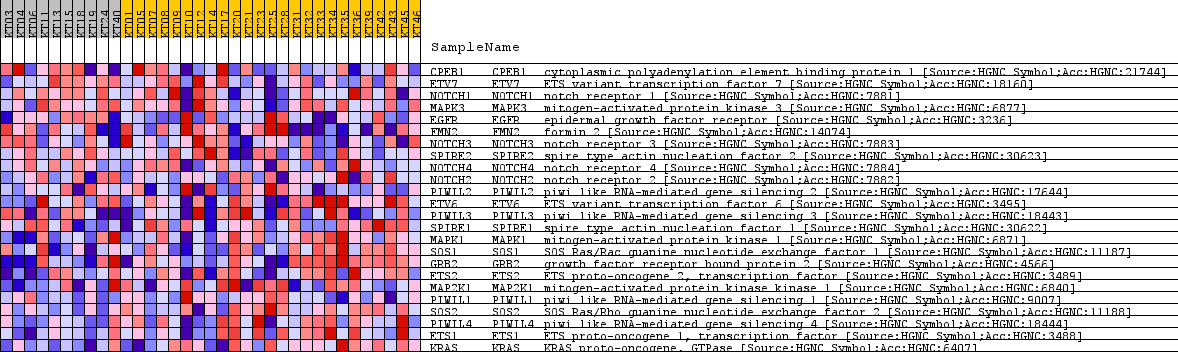 KT03 KT04 KT06 KT11 KT13 KT15 KT18 KT19 KT24 KT40 KT01 KT05 KT07 KT08 KT09 KT10 KT12 KT14 KT17 KT20 KT21 KT23 KT25 KT28 KT31 KT32 KT33 KT34 KT35 KT36 KT39 KT42 KT43 KT45 KT46
SampleName
CPEB1 CPEB1 cytoplasmic polyadenylation element binding protein 1 [Source:HGNC Symbol;Acc:HGNC:21744]
ETV7 ETV7 ETS variant transcription factor 7 [Source:HGNC Symbol;Acc:HGNC:18160]
NOTCH1 NOTCH1 notch receptor 1 [Source:HGNC Symbol;Acc:HGNC:7881]
MAPK3 MAPK3 mitogen-activated protein kinase 3 [Source:HGNC Symbol;Acc:HGNC:6877]
EGFR EGFR epidermal growth factor receptor [Source:HGNC Symbol;Acc:HGNC:3236]
FMN2 FMN2 formin 2 [Source:HGNC Symbol;Acc:HGNC:14074]
NOTCH3 NOTCH3 notch receptor 3 [Source:HGNC Symbol;Acc:HGNC:7883]
SPIRE2 SPIRE2 spire type actin nucleation factor 2 [Source:HGNC Symbol;Acc:HGNC:30623]
NOTCH4 NOTCH4 notch receptor 4 [Source:HGNC Symbol;Acc:HGNC:7884]
NOTCH2 NOTCH2 notch receptor 2 [Source:HGNC Symbol;Acc:HGNC:7882]
PIWIL2 PIWIL2 piwi like RNA-mediated gene silencing 2 [Source:HGNC Symbol;Acc:HGNC:17644]
ETV6 ETV6 ETS variant transcription factor 6 [Source:HGNC Symbol;Acc:HGNC:3495]
PIWIL3 PIWIL3 piwi like RNA-mediated gene silencing 3 [Source:HGNC Symbol;Acc:HGNC:18443]
SPIRE1 SPIRE1 spire type actin nucleation factor 1 [Source:HGNC Symbol;Acc:HGNC:30622]
MAPK1 MAPK1 mitogen-activated protein kinase 1 [Source:HGNC Symbol;Acc:HGNC:6871]
SOS1 SOS1 SOS Ras/Rac guanine nucleotide exchange factor 1 [Source:HGNC Symbol;Acc:HGNC:11187]
GRB2 GRB2 growth factor receptor bound protein 2 [Source:HGNC Symbol;Acc:HGNC:4566]
ETS2 ETS2 ETS proto-oncogene 2, transcription factor [Source:HGNC Symbol;Acc:HGNC:3489]
MAP2K1 MAP2K1 mitogen-activated protein kinase kinase 1 [Source:HGNC Symbol;Acc:HGNC:6840]
PIWIL1 PIWIL1 piwi like RNA-mediated gene silencing 1 [Source:HGNC Symbol;Acc:HGNC:9007]
SOS2 SOS2 SOS Ras/Rho guanine nucleotide exchange factor 2 [Source:HGNC Symbol;Acc:HGNC:11188]
PIWIL4 PIWIL4 piwi like RNA-mediated gene silencing 4 [Source:HGNC Symbol;Acc:HGNC:18444]
ETS1 ETS1 ETS proto-oncogene 1, transcription factor [Source:HGNC Symbol;Acc:HGNC:3488]
KRAS KRAS KRAS proto-oncogene, GTPase [Source:HGNC Symbol;Acc:HGNC:6407]